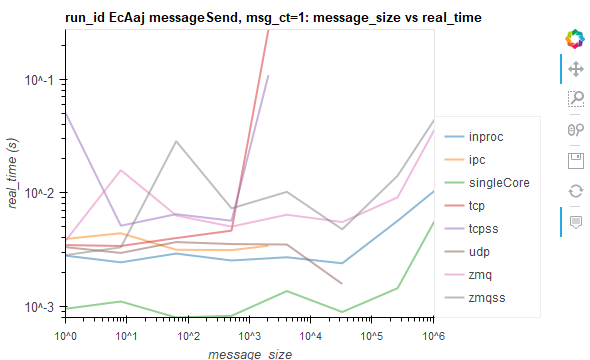 run_id EcAaj messageSend, msg_ct=1: message_size vs real_time
real_time (s)
10^-1
10^-2
10^-3
10^0
10^1
10^2
10^3
10^4
10^5
10^6
message_size
inproc
ipc
singleCore
tcp
tcpss
udp
zmq
zmqss